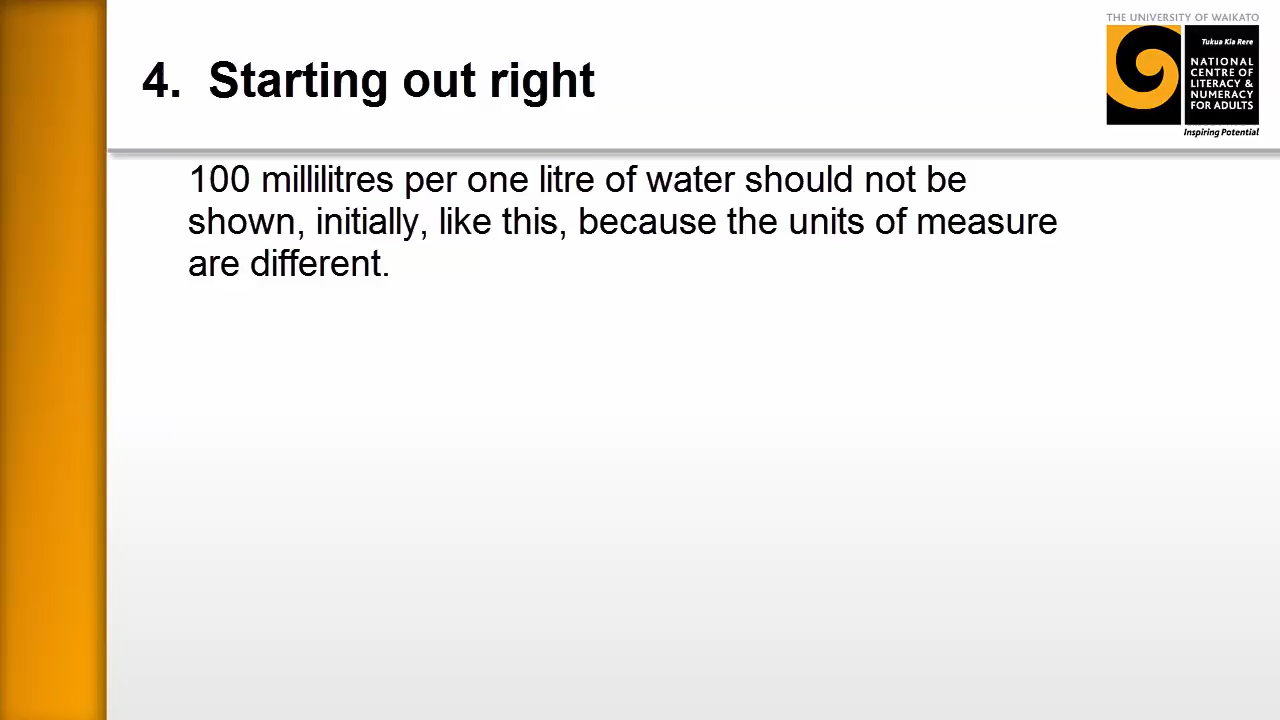 THE UNIVERSITY OF WAIKATO
4. Starting out right
Tukua Kia Rere
NATIONAL
CENTRE OF
LITERACY &
NUMERACY
FOR ADULTS
Inspiring Potential
100 millilitres per one litre of water should not be
shown, initially, like this, because the units of measure
are different.